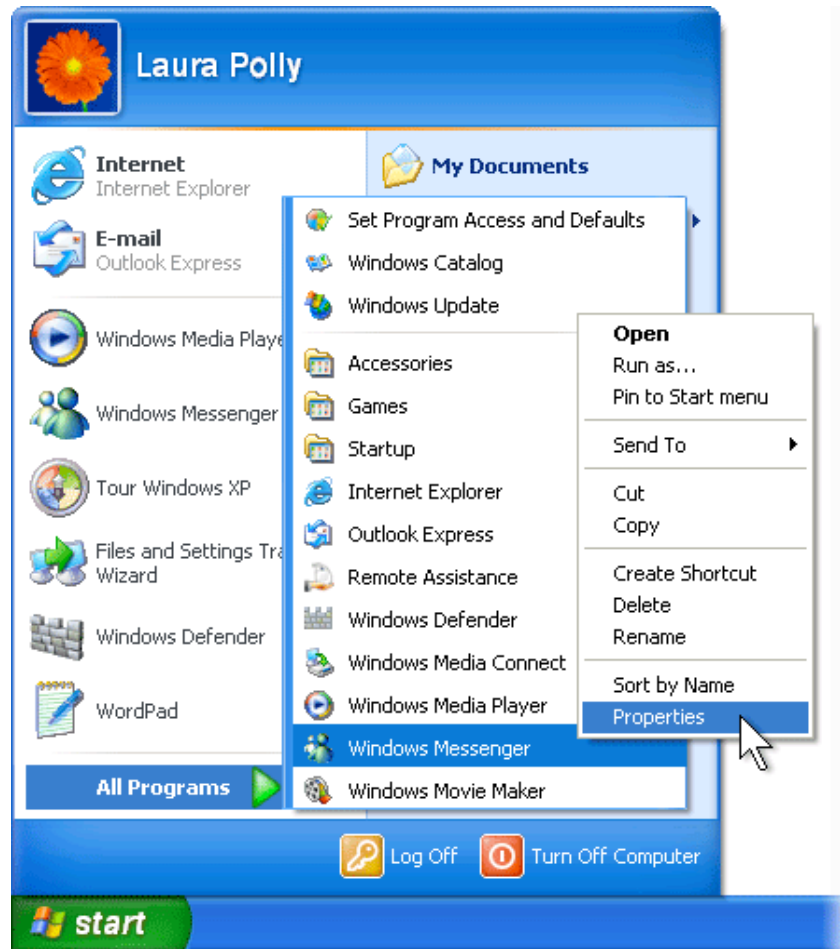 Laura Polly
Internet
Internet Explorer
E-mail
Outlook Express
Windows Media Playe
Windows Messenger
Tour Windows XP
Files and Settings Tra
Wizard
Windows Defender
WordPad
All Programs
My Documents
Set Program Access and Defaults
Windows Catalog
Windows Update
Accessories
Games
Startup
Internet Explorer
Outlook Express
Remote Assistance
Windows Defender
Windows Media Connect
Windows Media Player
Windows Messenger
Windows Movie Maker
Open
Run as...
Pin to Start menu
Send To
Cut
Copy
Create Shortcut
Delete
Rename
Sort by Name
Properties
Log Off
Turn Off Computer
start